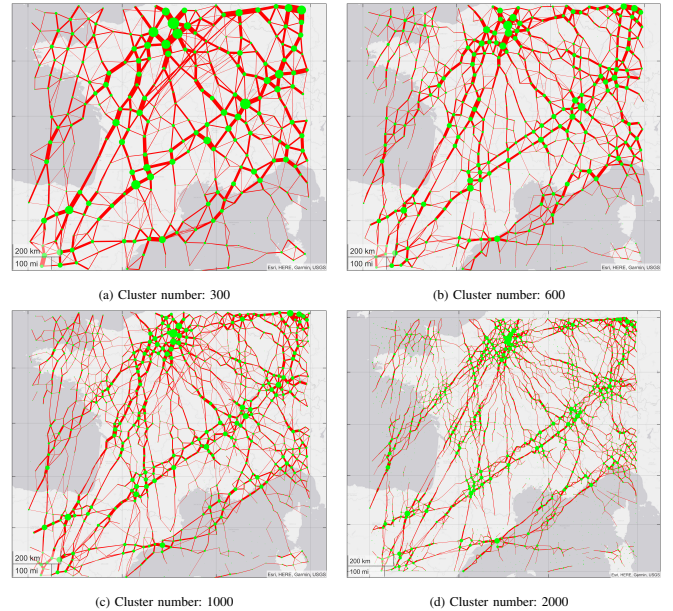 200 km
100 mi
Esri, HERE, Garmin, USGS
200 km
100 mi
Esri, HERE, Garmin, USGS
(a) Cluster number: 300
(b) Cluster number: 600
200 km
100 mi
Esri, HERE, Garmin, USGS
200 km
100 mi
Esri, HERE, Garmin, USGS
(c) Cluster number: 1000
(d) Cluster number: 2000